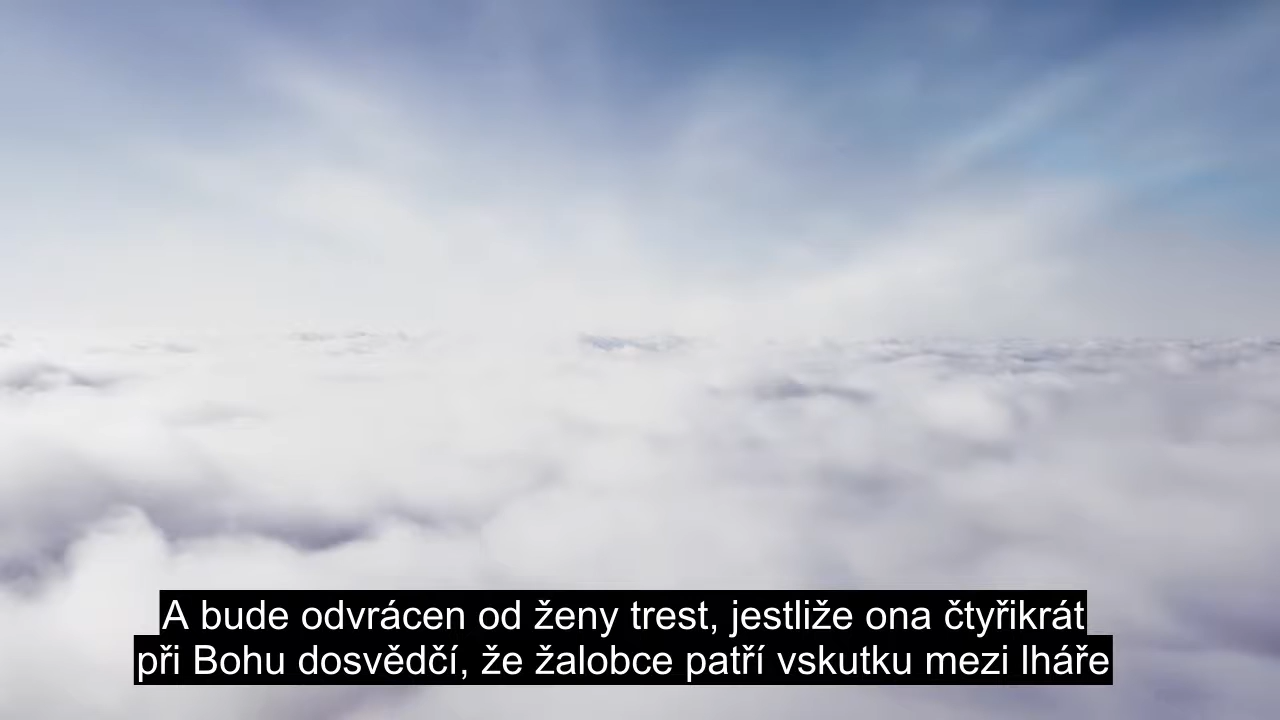 A bude odvrácen od ženy trest, jestliže ona čtyřikrát
při Bohu dosvědčí, že žalobce patří vskutku mezi lháře